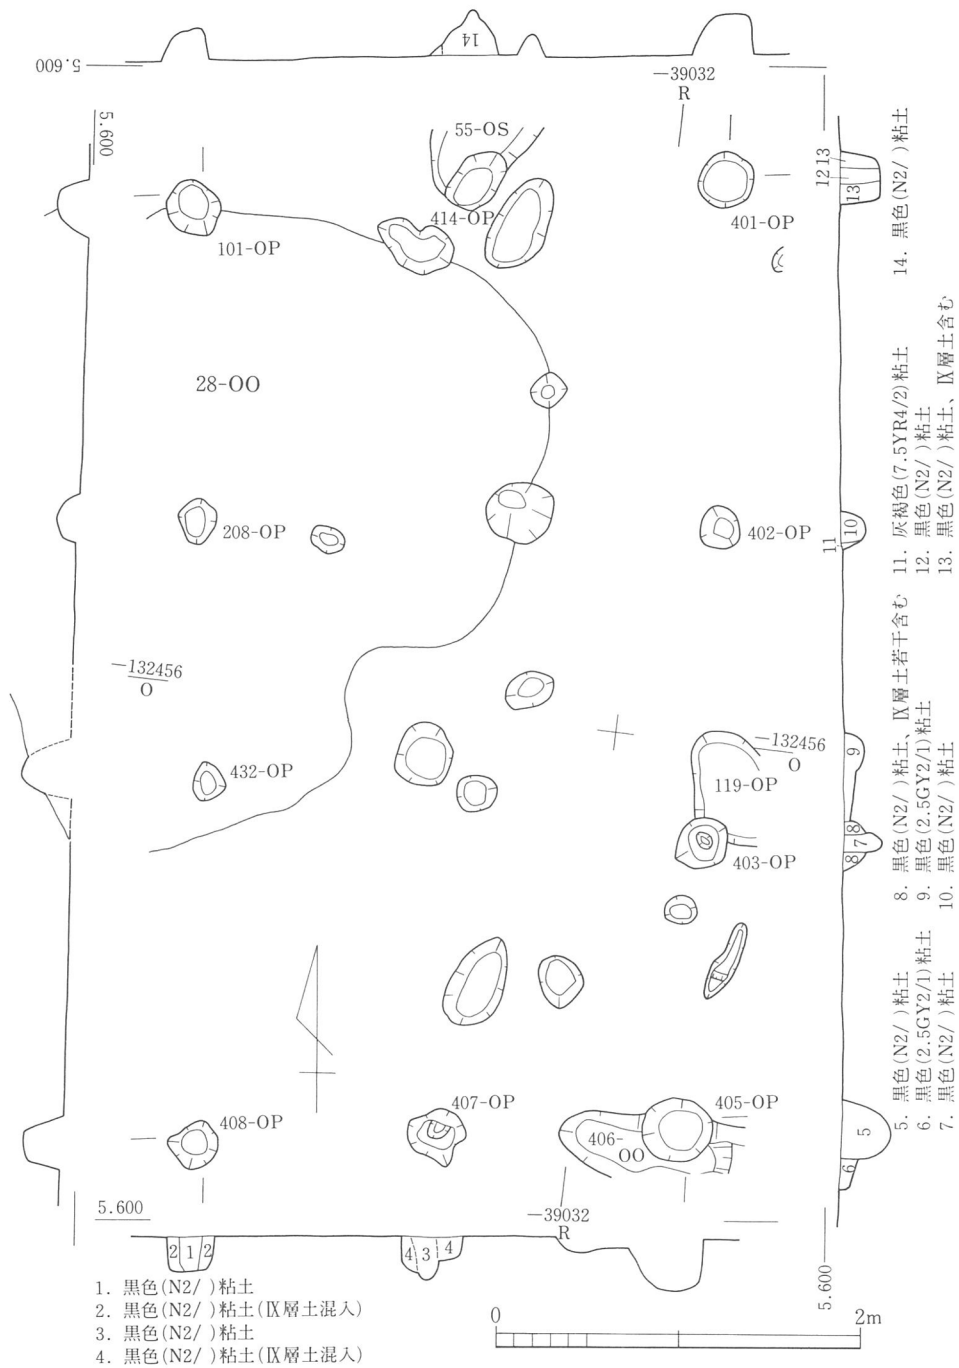 14
5.600
−39032
R
5.600
55-OS
1213
13
101-OP
414-OP
401-OP
14. 黒色(N2/ )粘土
28-OO
208-OP
402-OP
10
11
11. 灰褐色(7.5YR4/2)粘土
12. 黒色(N2/ )粘土
13. 黒色(N2/ )粘土、Ⅸ層土含む
−132456
O
432-OP
−132456
O
119-OP
403-OP
9
8
7
8
8. 黒色(N2/ )粘土、Ⅸ層土若干含む
9. 黒色(2.5GY2/1)粘土
10. 黒色(N2/ )粘土
408-OP
407-OP
405-OP
406-
OO
5
6
5. 黒色(N2/ )粘土
6. 黒色(2.5GY2/1)粘土
7. 黒色(N2/ )粘土
5.600
−39032
R
5.600
2 1 2
4 3 4
1. 黒色(N2/ )粘土
2. 黒色(N2/ )粘土(Ⅸ層土混入)
3. 黒色(N2/ )粘土
4. 黒色(N2/ )粘土(Ⅸ層土混入)
0 2m